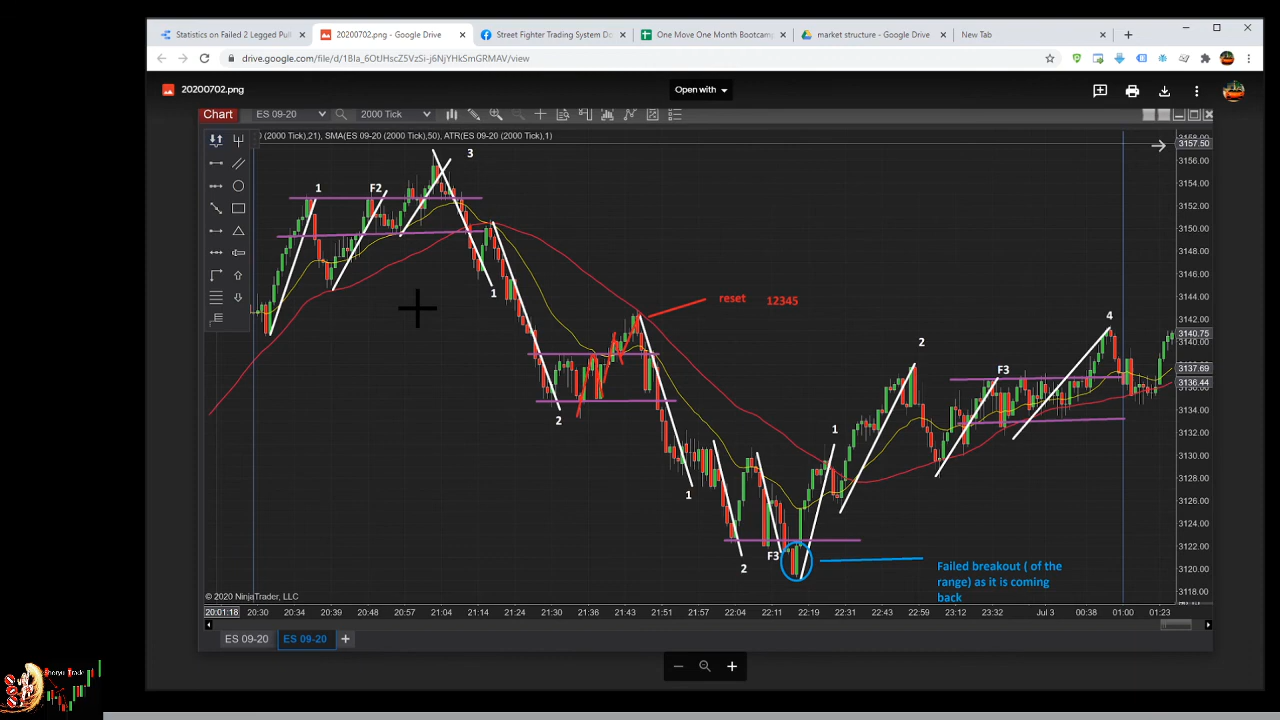 Statistics on Failed 2 Legged Pull
20200702.png - Google Drive
Street Fighter Trading System Do
One Move One Month Bootcamp
market structure - Google Drive
New Tab
drive.google.com/file/d/1BIa_6OtJHscZ5VzSi-j6NjYHkSmGRMAV/view
20200702.png
Open with
Chart
ES 09-20
2000 Tick
0 (2000 Tick),21), SMA(ES 09-20 (2000 Tick),50), ATR(ES 09-20 (2000 Tick),1)
3157.50
3156.00
3154.00
3152.00
3150.00
3148.00
3146.00
3144.00
3142.00
3140.75
3140.00
3137.69
3136.44
3134.00
3132.00
3130.00
3128.00
3126.00
3124.00
3122.00
3120.00
3118.00
3
1
F2
1
reset 12345
4
2
F3
2
1
1
F3
2
Failed breakout ( of the
range) as it is coming
back
© 2020 NinjaTrader, LLC
20:01:18 20:30 20:34 20:39 20:48 20:57 21:04 21:14 21:24 21:30 21:36 21:43 21:57 22:04 22:11 22:19 22:31 22:43 22:59 23:12 23:32 Jul 3 00:38 01:00 01:23
ES 09-20
ES 09-20
Shoryu Trade